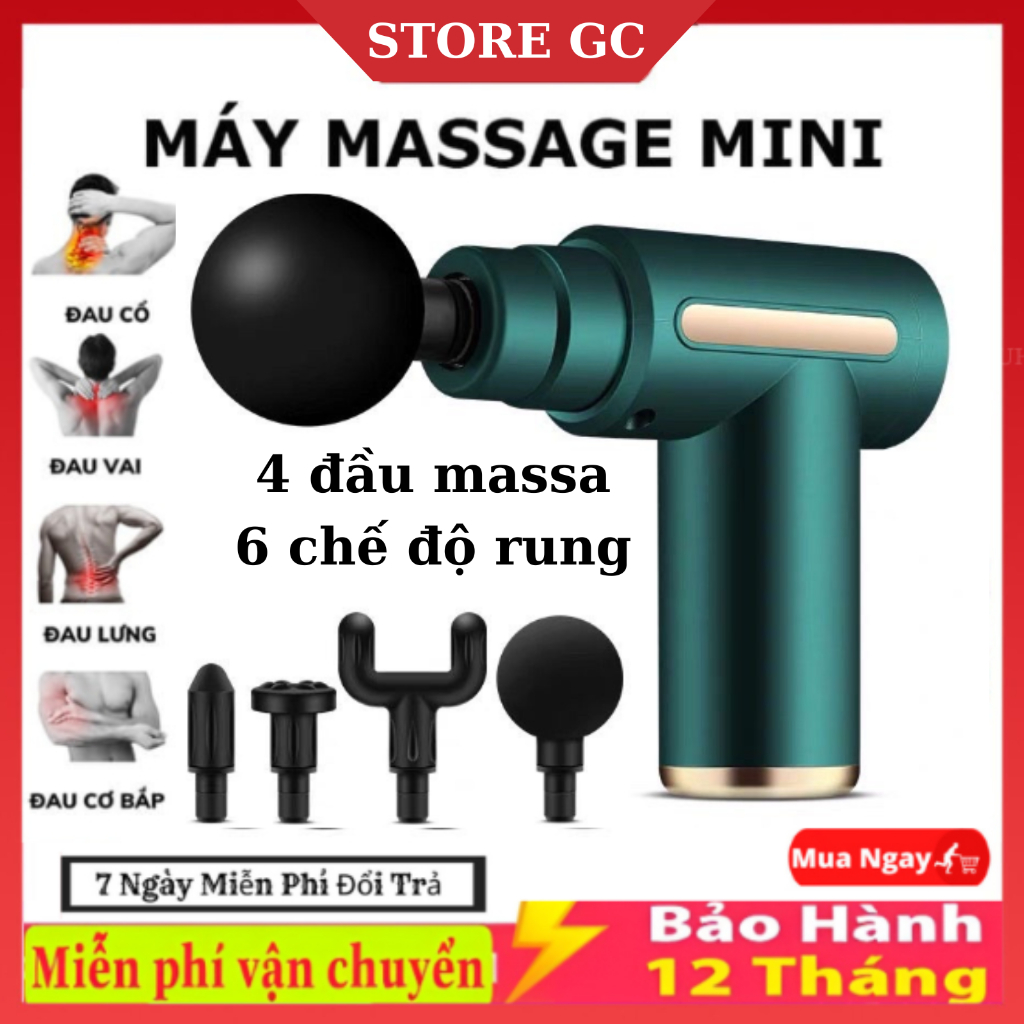 STORE GC
MÁY MASSAGE MINI
ĐAU CỔ
ĐAU VAI
4 đầu massa
6 chế độ rung
ĐAU LƯNG
ĐAU CƠ BẮP
Mua Ngay
7 Ngày Miễn Phí Đổi Trả
Bảo Hành
12 Tháng
Miễn phí vận chuyển